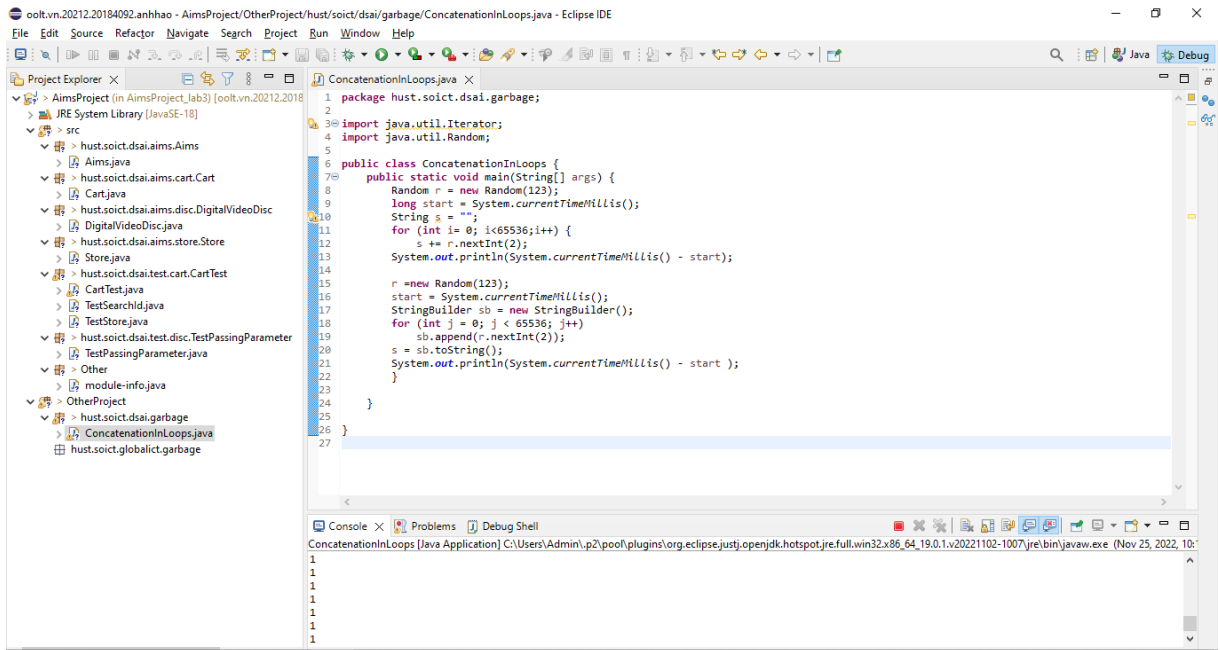 oolt.vn.20212.20184092.anhhao - AimsProject/OtherProject/hust/soict/dsai/garbage/ConcatenationInLoops.java - Eclipse IDE
File Edit Source Refactor Navigate Search Project Run Window Help
Java Debug
Project Explorer
AimsProject (in AimsProject_lab3) [oolt.vn.20212.2018
JRE System Library [JavaSE-18]
> src
> hust.soict.dsai.aims.Aims
Aims.java
> hust.soict.dsai.aims.cart.Cart
Cart.java
> hust.soict.dsai.aims.disc.DigitalVideoDisc
DigitalVideoDisc.java
> hust.soict.dsai.aims.store.Store
Store.java
> hust.soict.dsai.test.cart.CartTest
CartTest.java
TestSearchId.java
TestStore.java
> hust.soict.dsai.test.disc.TestPassingParameter
TestPassingParameter.java
> Other
module-info.java
> OtherProject
> hust.soict.dsai.garbage
ConcatenationInLoops.java
hust.soict.globalict.garbage
ConcatenationInLoops.java
1 package hust.soict.dsai.garbage;
2
3 import java.util.Iterator;
4 import java.util.Random;
5
6 public class ConcatenationInLoops {
7 public static void main(String[] args) {
8 Random r = new Random(123);
9 long start = System.currentTimeMillis();
10 String s = "";
11 for (int i= 0; i<65536;i++) {
12 s += r.nextInt(2);
13 System.out.println(System.currentTimeMillis() - start);
14
15 r =new Random(123);
16 start = System.currentTimeMillis();
17 StringBuilder sb = new StringBuilder();
18 for (int j = 0; j < 65536; j++)
19 sb.append(r.nextInt(2));
20 s = sb.toString();
21 System.out.println(System.currentTimeMillis() - start );
22 }
23
24 }
25
26 }
27
Console Problems Debug Shell
ConcatenationInLoops [Java Application] C:\Users\Admin\.p2\pool\plugins\org.eclipse.justj.openjdk.hotspot.jre.full.win32.x86_64_19.0.1.v20221102-1007\jre\bin\javaw.exe (Nov 25, 2022, 10:
1
1
1
1
1
1
1